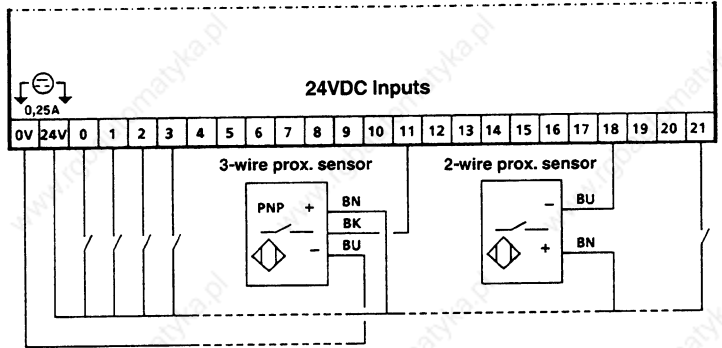 24VDC Inputs
0,25A
0V 24V 0 1 2 3 4 5 6 7 8 9 10 11 12 13 14 15 16 17 18 19 20 21
3-wire prox. sensor
2-wire prox. sensor
PNP + BN
BK
- BU
- BU
+ BN